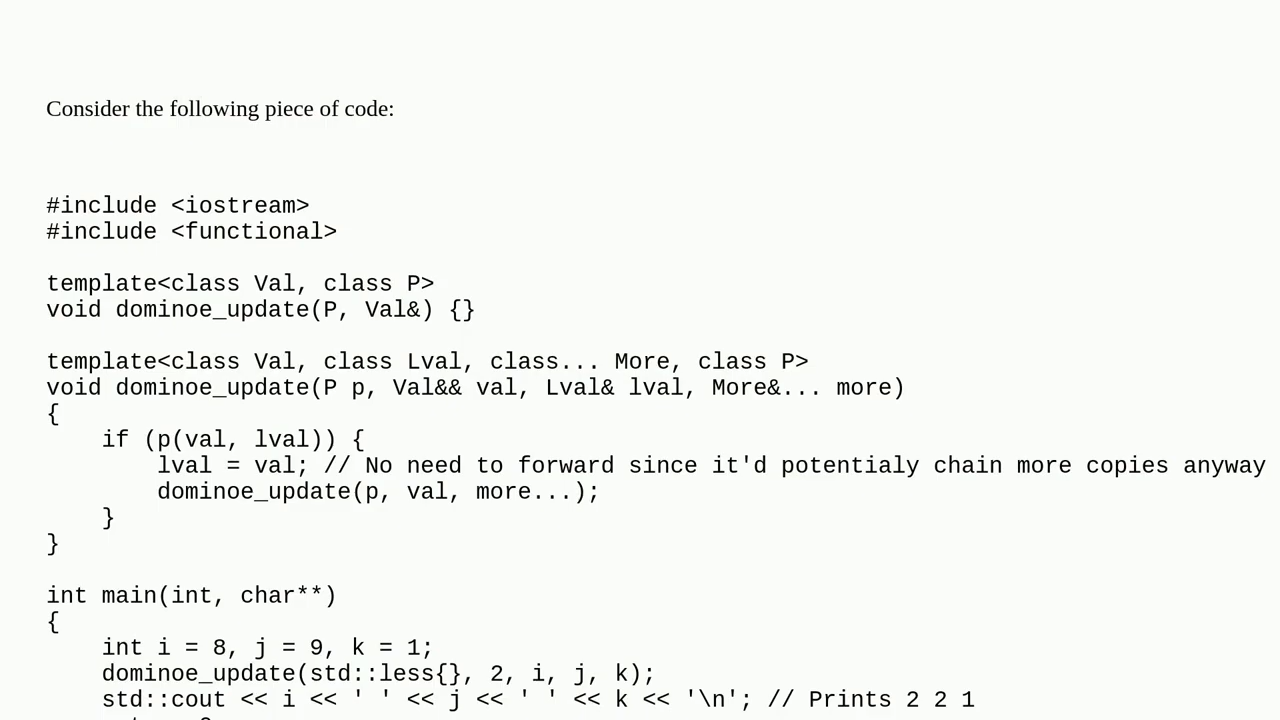 Consider the following piece of code:
#include <iostream>
#include <functional>
template<class Val, class P>
void dominoe_update(P, Val&) {}
template<class Val, class Lval, class... More, class P>
void dominoe_update(P p, Val&& val, Lval& lval, More&... more)
{
    if (p(val, lval)) {
        lval = val; // No need to forward since it'd potentialy chain more copies anyway
        dominoe_update(p, val, more...);
    }
}
int main(int, char**)
{
    int i = 8, j = 9, k = 1;
    dominoe_update(std::less{}, 2, i, j, k);
    std::cout << i << ' ' << j << ' ' << k << '\n'; // Prints 2 2 1